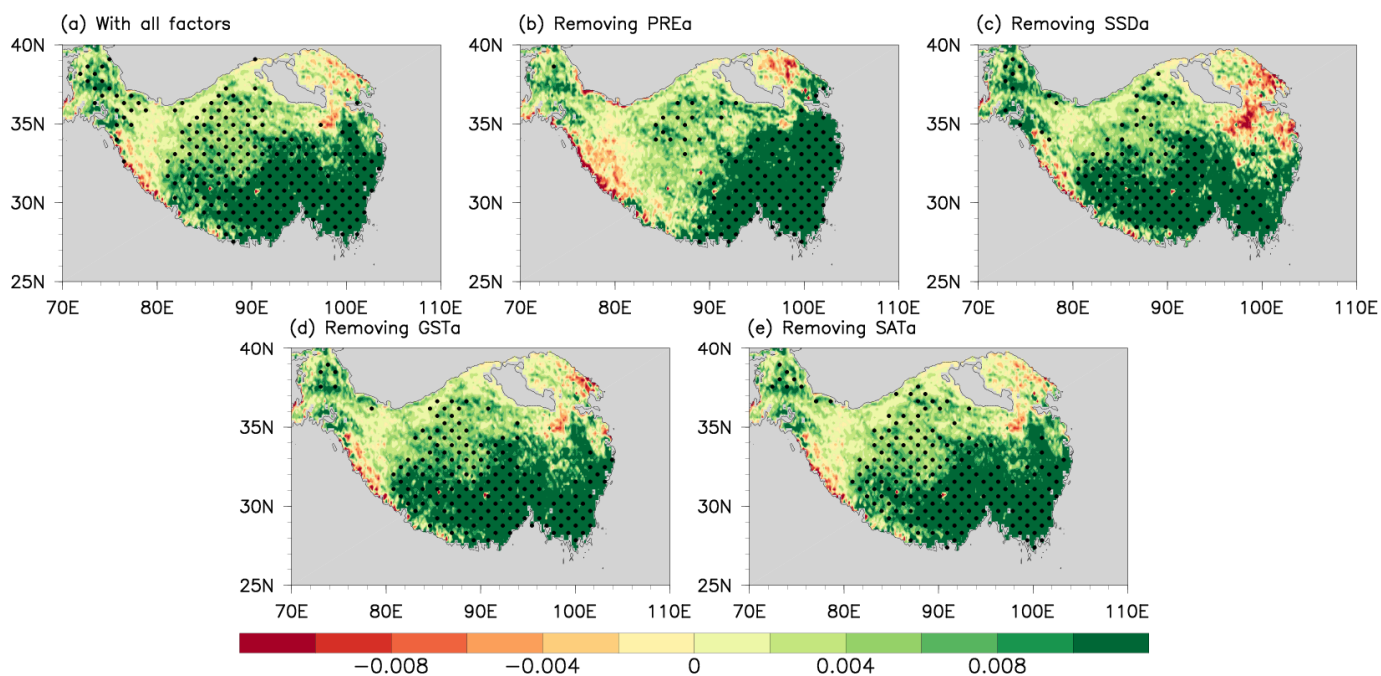 (a) With all factors
(b) Removing PREa
(c) Removing SSDa
40N
35N
30N
25N
70E 80E 90E 100E 110E
40N
35N
30N
25N
70E 80E 90E 100E 110E
40N
35N
30N
25N
70E 80E 90E 100E 110E
(d) Removing GSTa
(e) Removing SATa
40N
35N
30N
25N
70E 80E 90E 100E 110E
40N
35N
30N
25N
70E 80E 90E 100E 110E
−0.008 −0.004 0 0.004 0.008